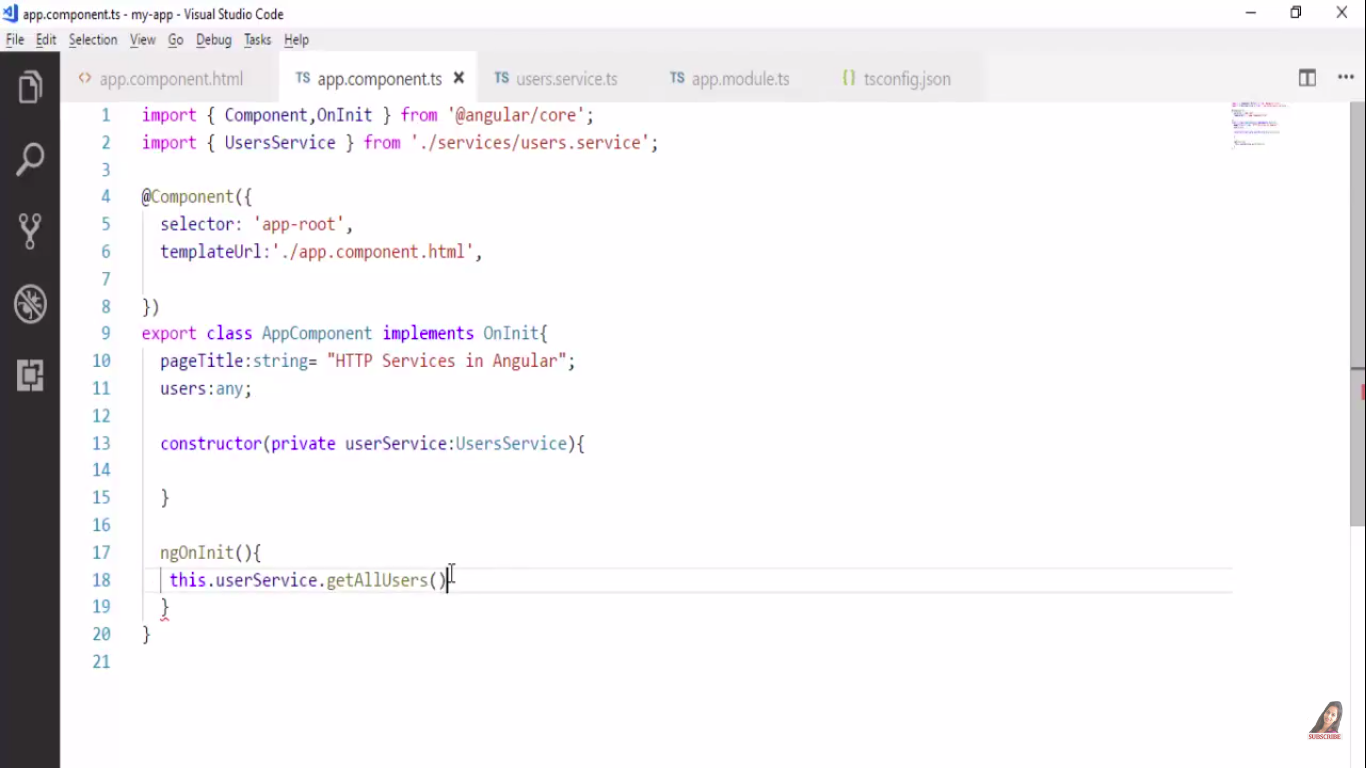 app.component.ts - my-app - Visual Studio Code
File Edit Selection View Go Debug Tasks Help
<> app.component.html TS app.component.ts TS users.service.ts TS app.module.ts {} tsconfig.json
1 import { Component,OnInit } from '@angular/core';
2 import { UsersService } from './services/users.service';
3
4 @Component({
5 selector: 'app-root',
6 templateUrl:'./app.component.html',
7
8 })
9 export class AppComponent implements OnInit{
10 pageTitle:string= "HTTP Services in Angular";
11 users:any;
12
13 constructor(private userService:UsersService){
14
15 }
16
17 ngOnInit(){
18 this.userService.getAllUsers()
19 }
20 }
21
SUBSCRIBE